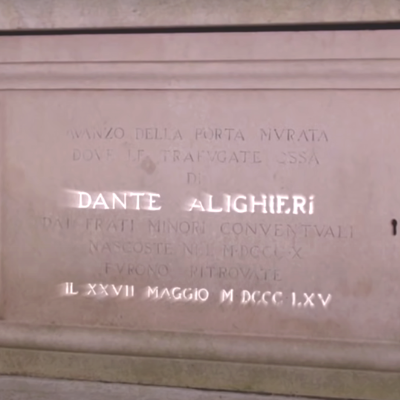 AVANZO DELLA PORTA MVRATA
DOVE LE TRAFVGATE OSSA
DI
DANTE ALIGHIERI
DAI FRATI MINORI CONVENTVALI
NASCOSTE NEL
FVRONO RITROVATE
IL XXVII MAGGIO M DCCC LXV